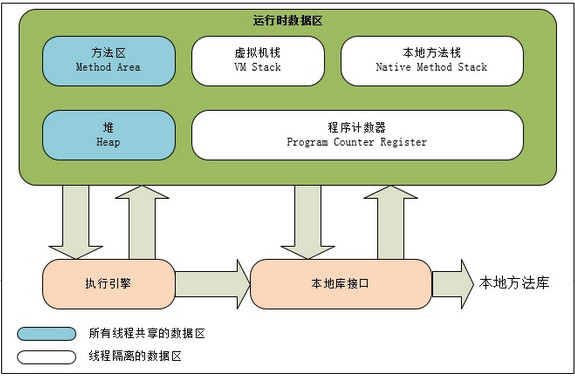 运行时数据区
方法区
Method Area
虚拟机栈
VM Stack
本地方法栈
Native Method Stack
堆
Heap
程序计数器
Program Counter Register
执行引擎
本地库接口
本地方法库
所有线程共享的数据区
线程隔离的数据区